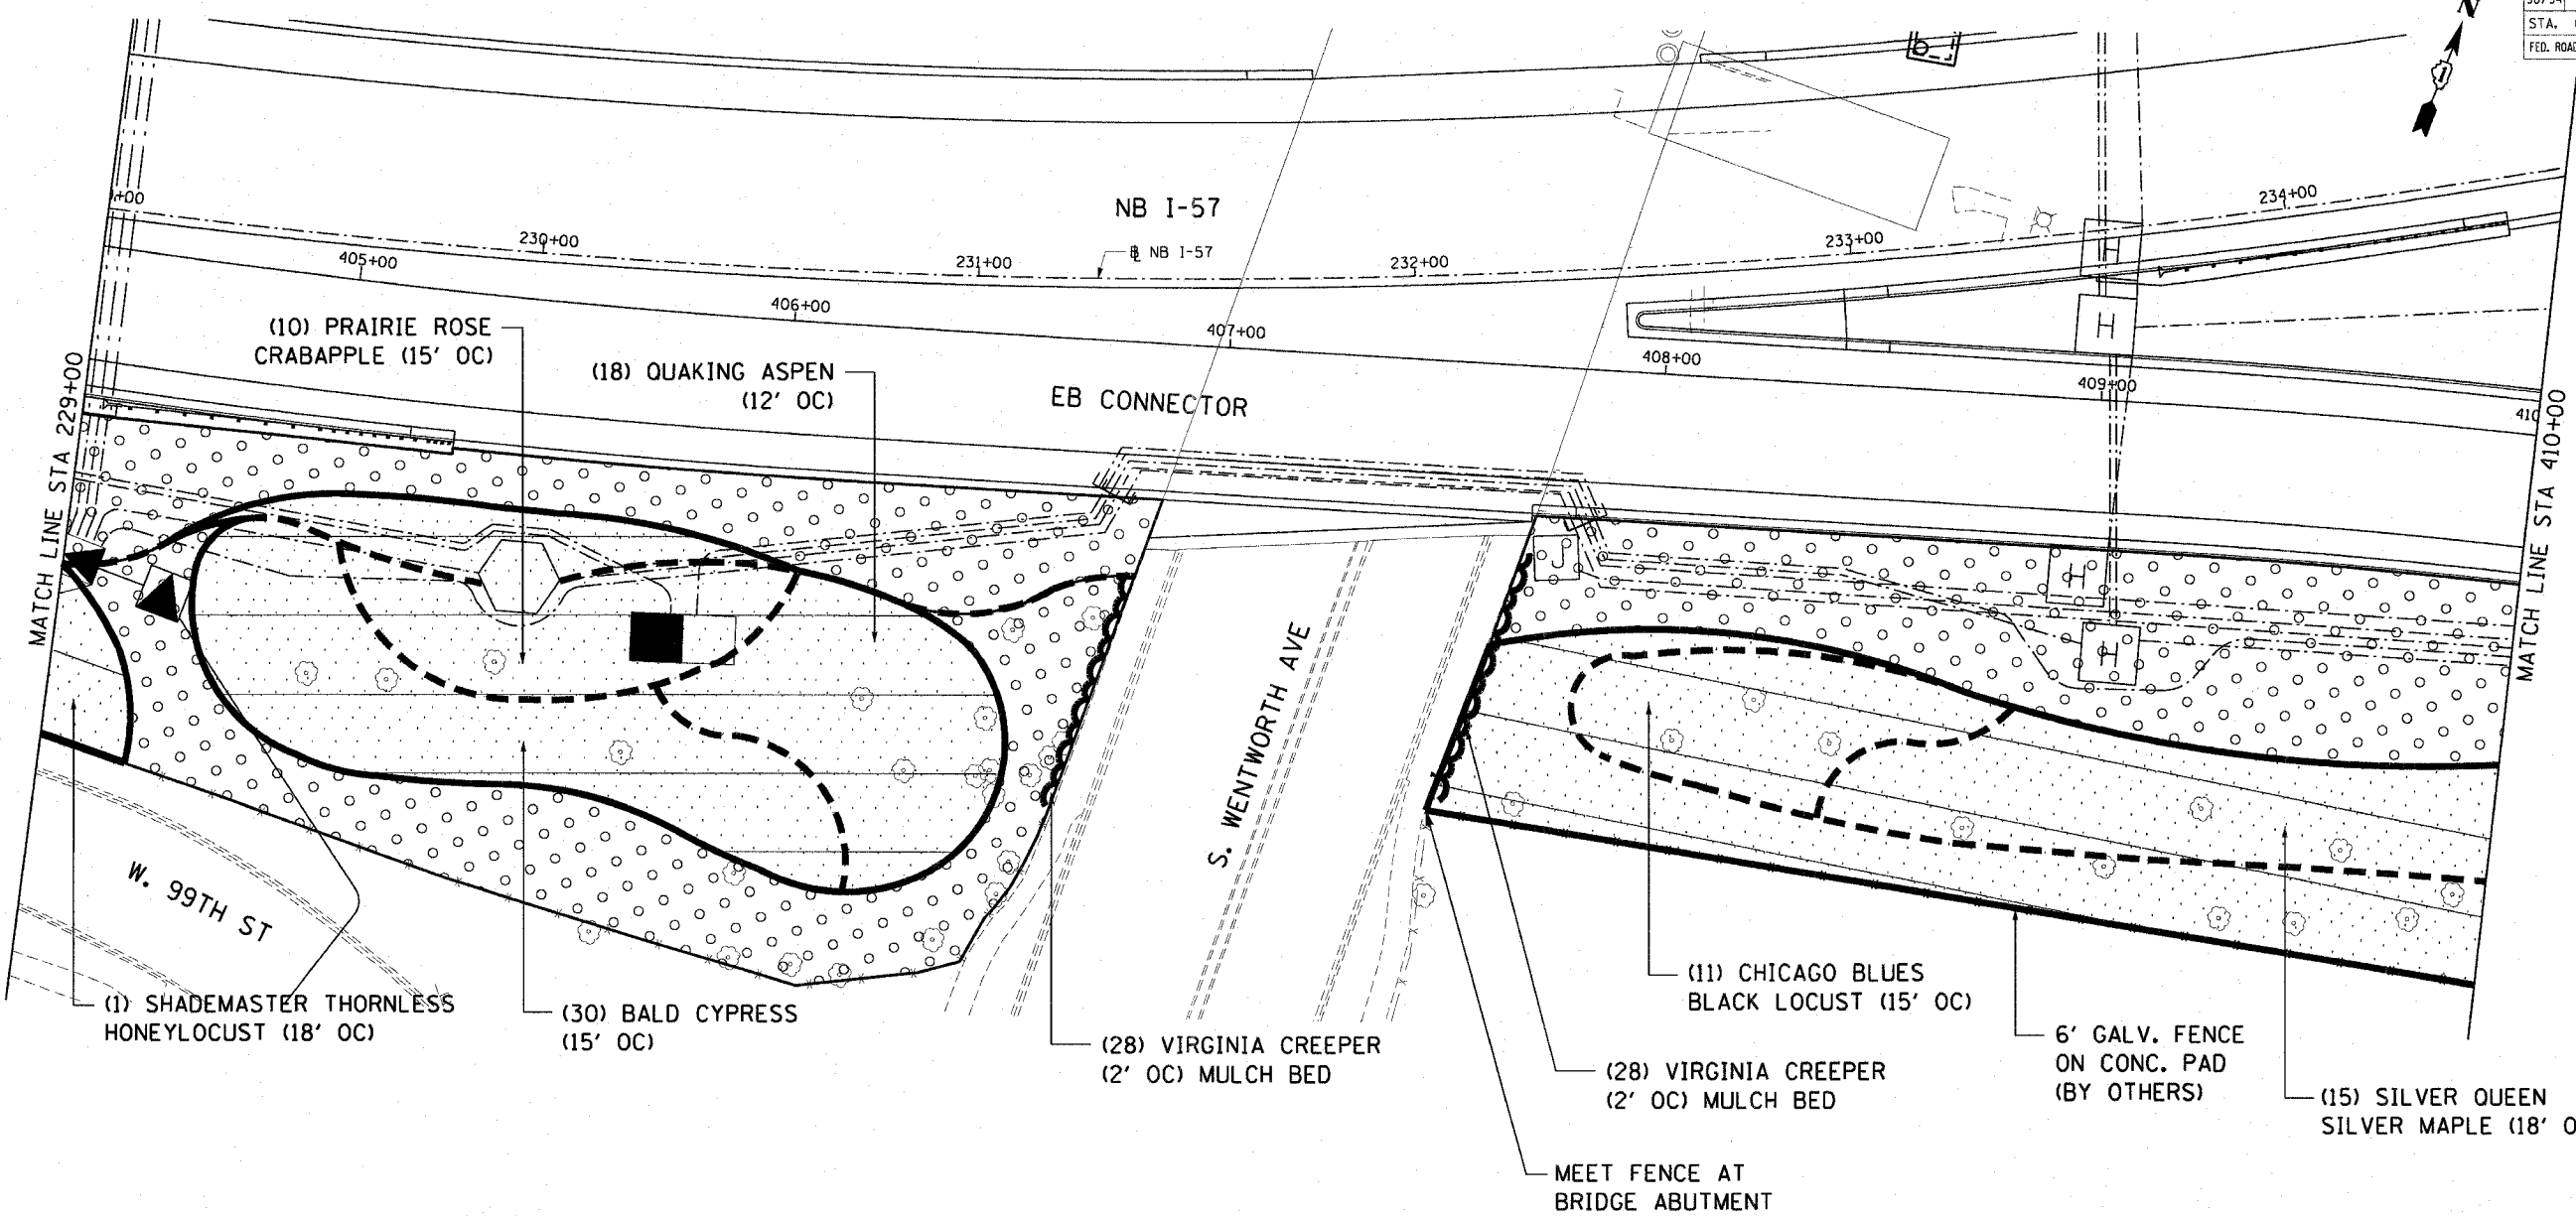 N
STA.
FED. ROAD
1
NB I-57
+00
230+00
231+00
232+00
233+00
234+00
℄ NB I-57
405+00
406+00
407+00
408+00
409+00
410
(10) PRAIRIE ROSE
CRABAPPLE (15' OC)
(18) QUAKING ASPEN
(12' OC)
EB CONNECTOR
MATCH LINE STA 229+00
MATCH LINE STA 410+00
H
H
H
H
J
S. WENTWORTH AVE
W. 99TH ST
(1) SHADEMASTER THORNLESS
HONEYLOCUST (18' OC)
(30) BALD CYPRESS
(15' OC)
(28) VIRGINIA CREEPER
(2' OC) MULCH BED
(11) CHICAGO BLUES
BLACK LOCUST (15' OC)
(28) VIRGINIA CREEPER
(2' OC) MULCH BED
6' GALV. FENCE
ON CONC. PAD
(BY OTHERS)
(15) SILVER QUEEN
SILVER MAPLE (18' O
MEET FENCE AT
BRIDGE ABUTMENT